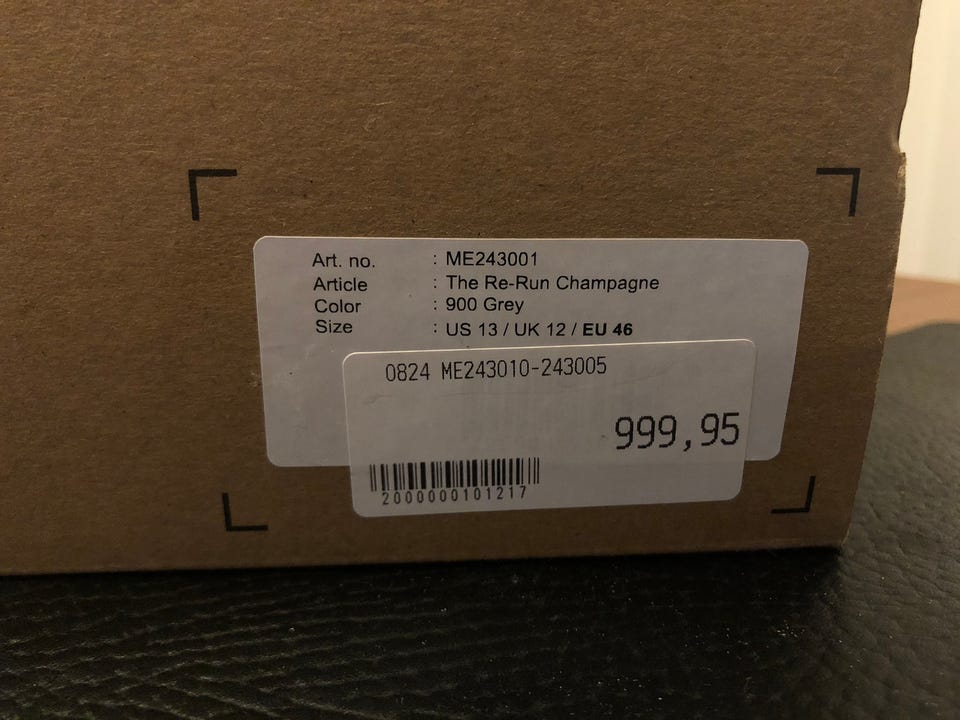 Art. no. : ME243001
Article : The Re-Run Champagne
Color : 900 Grey
Size : US 13 / UK 12 / EU 46
0824 ME243010-243005
999,95
2000000101217